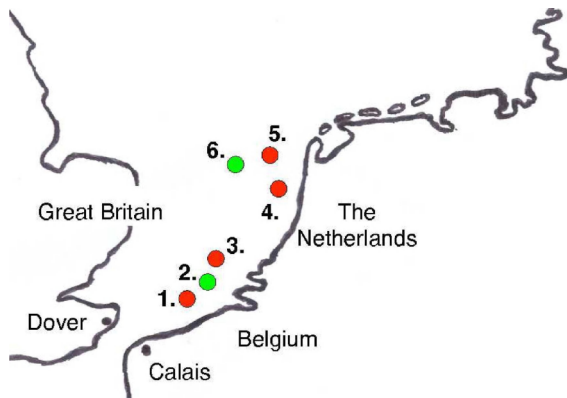 5.
6.
Great Britain
4.
The
Netherlands
3.
2.
1.
Dover
Belgium
Calais